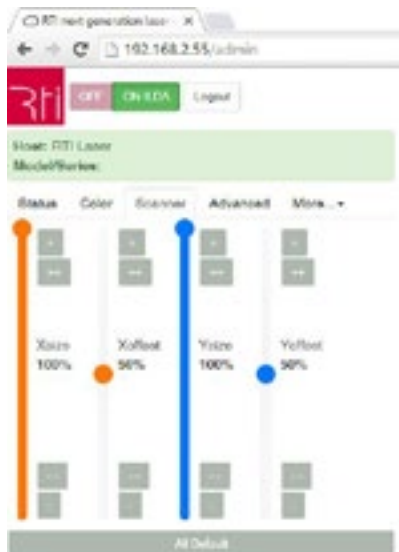 RTI next generation laser
192.168.2.55/admin
RTI OFF ON ILDA Logout
Host: RTI Laser
Model/Series:
Status Color Scanner Advanced More...
+ + + +
++ ++ ++ ++
Xsize Xoffset Ysize Yoffset
100% 50% 100% 50%
-- -- -- --
- - - -
All Default